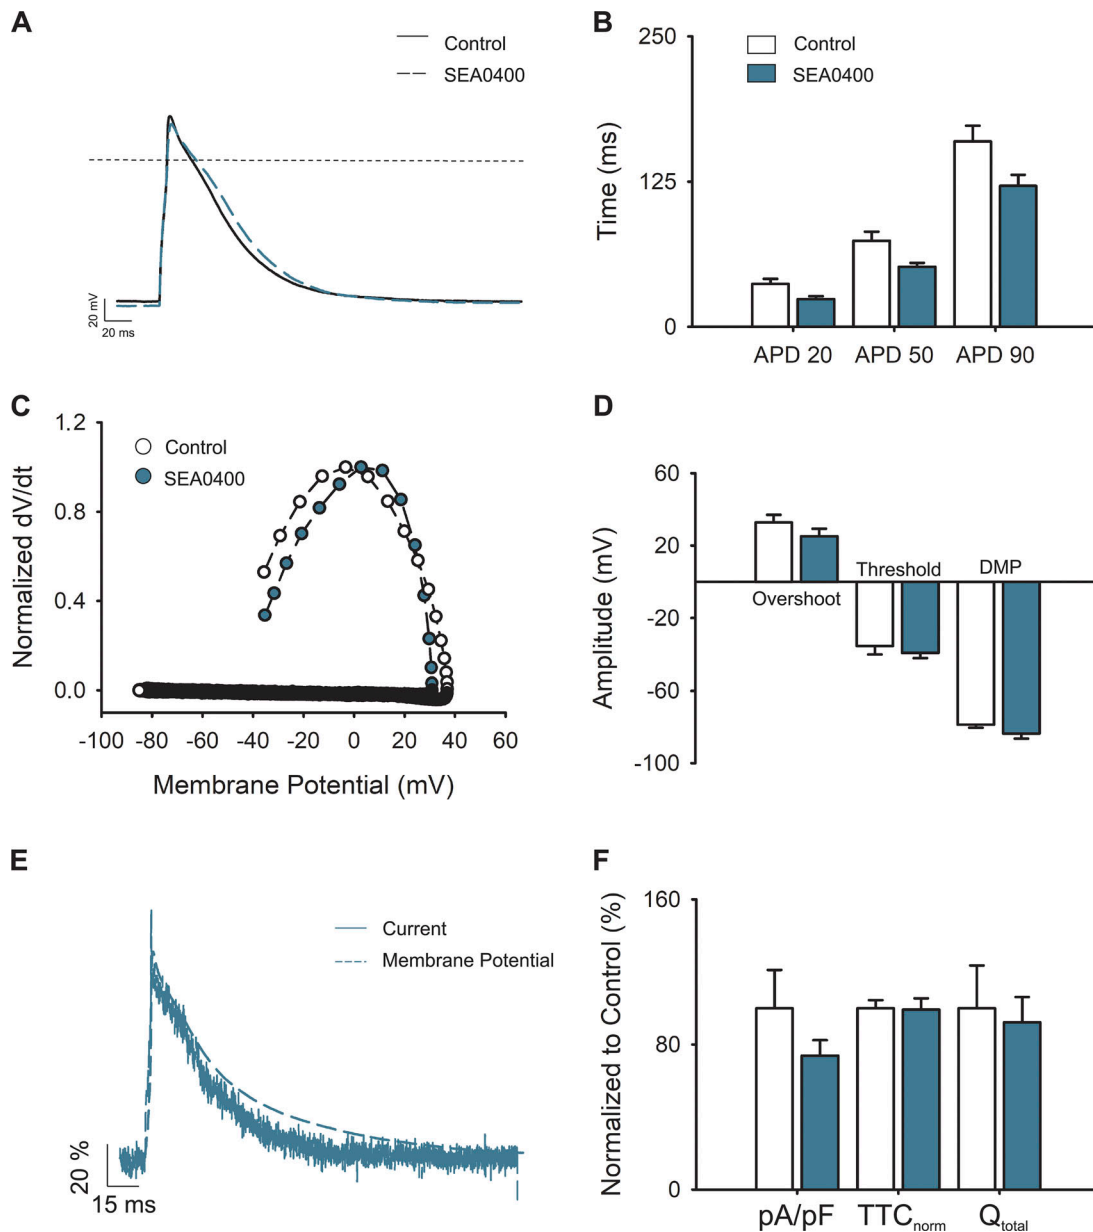 A
Control
SEA0400
20 mV
20 ms
B
250
125
0
Time (ms)
Control
SEA0400
APD 20 APD 50 APD 90
C
1.2
0.8
0.4
0.0
Normalized dV/dt
Control
SEA0400
-100 -80 -60 -40 -20 0 20 40 60
Membrane Potential (mV)
D
60
20
-20
-60
-100
Amplitude (mV)
Overshoot
Threshold
DMP
E
Current
Membrane Potential
20 %
15 ms
F
160
80
0
Normalized to Control (%)
pA/pF TTCnorm Qtotal